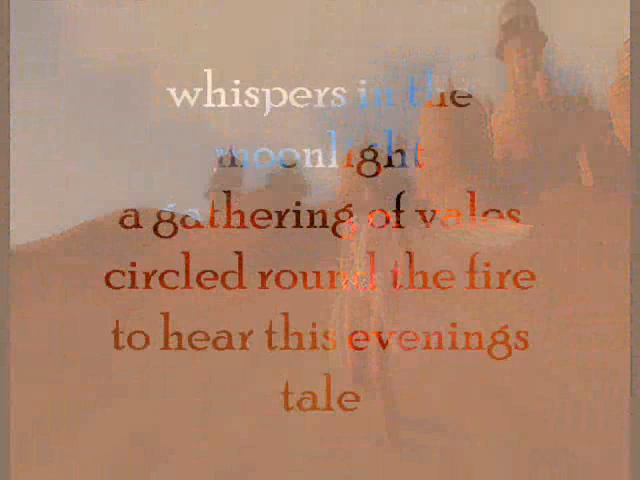 whispers in the
moonlight
a gathering of vales
circled round the fire
to hear this evenings
tale